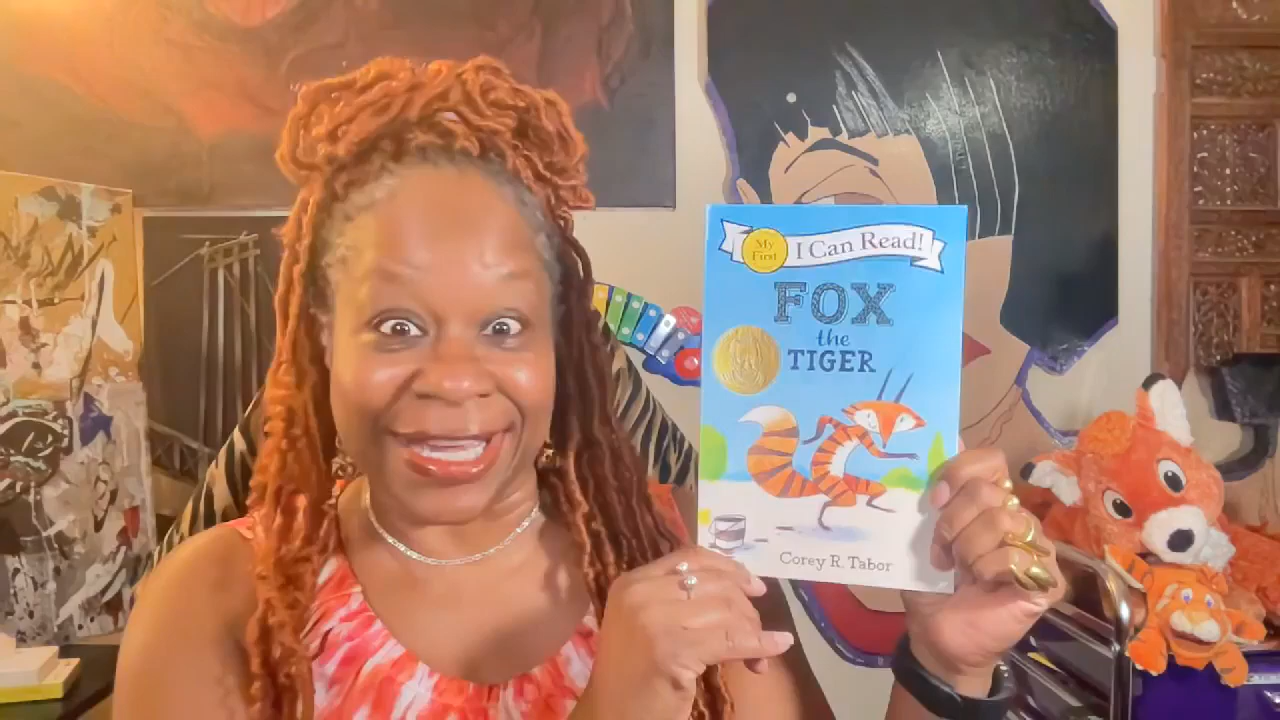 My
First
I Can Read!
FOX
the
TIGER
Corey R. Tabor